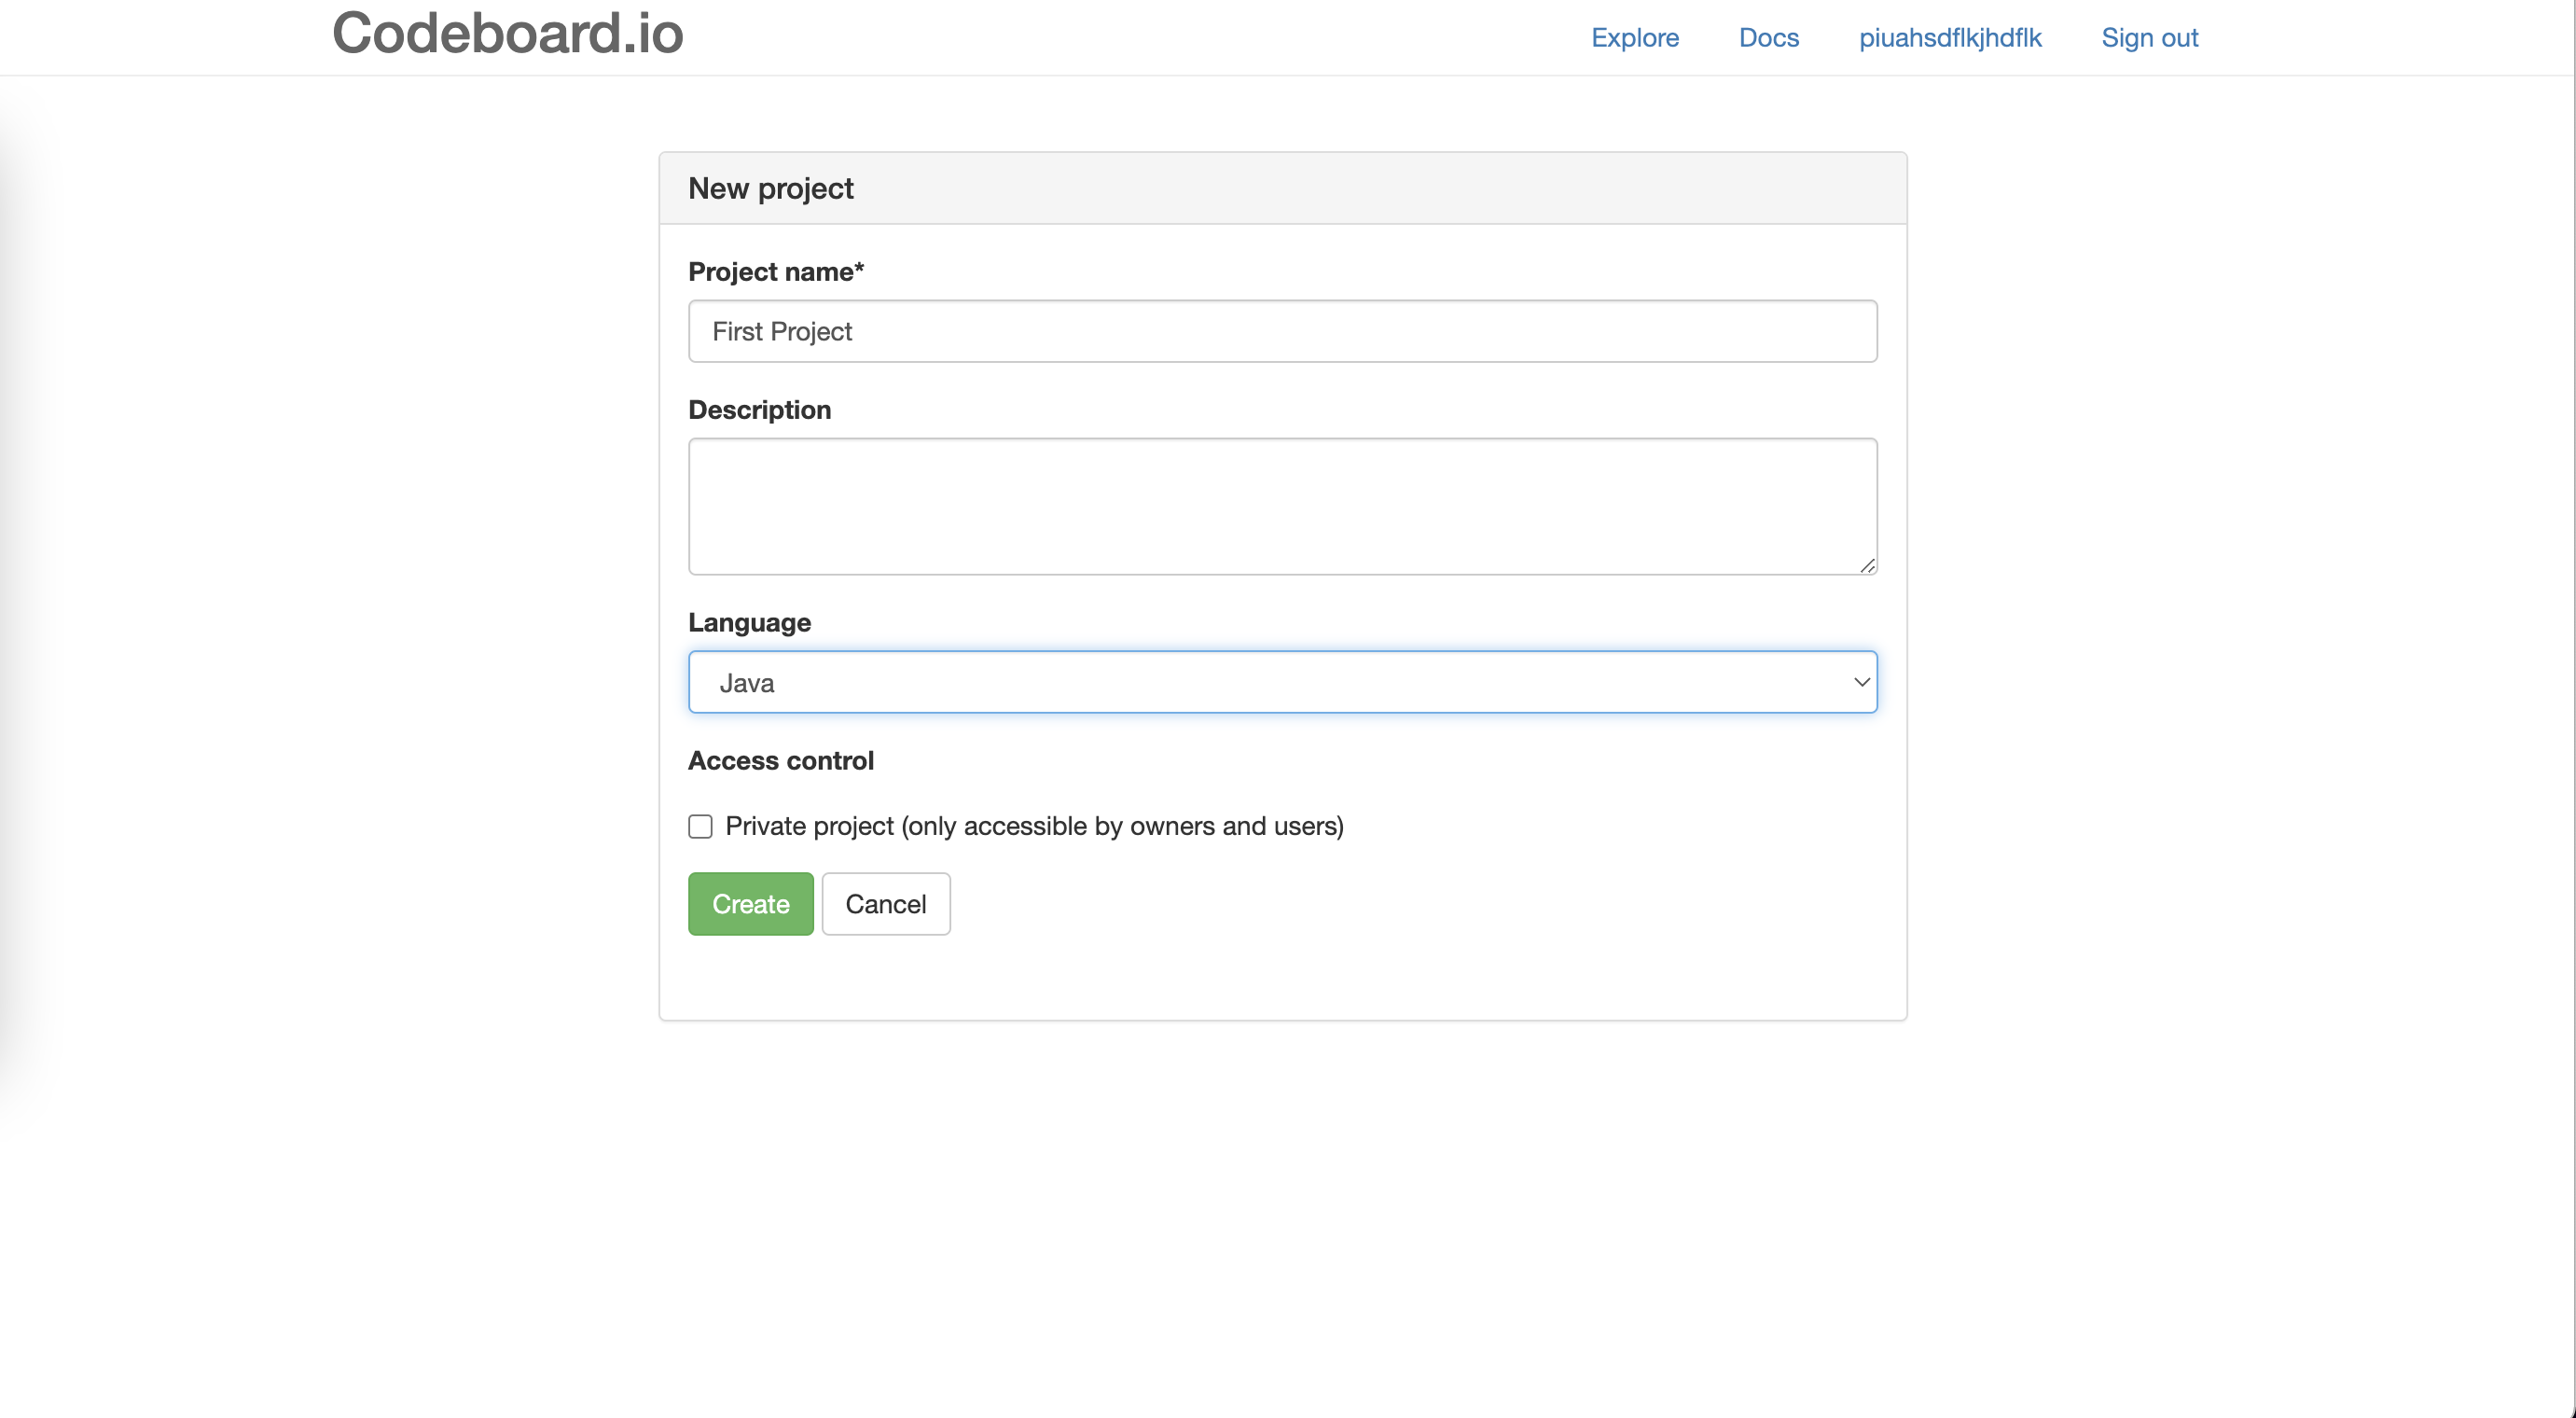 Codeboard.io
Explore Docs piuahsdflkjhdflk Sign out
New project
Project name*
First Project
Description
Language
Java
Access control
Private project (only accessible by owners and users)
Create Cancel